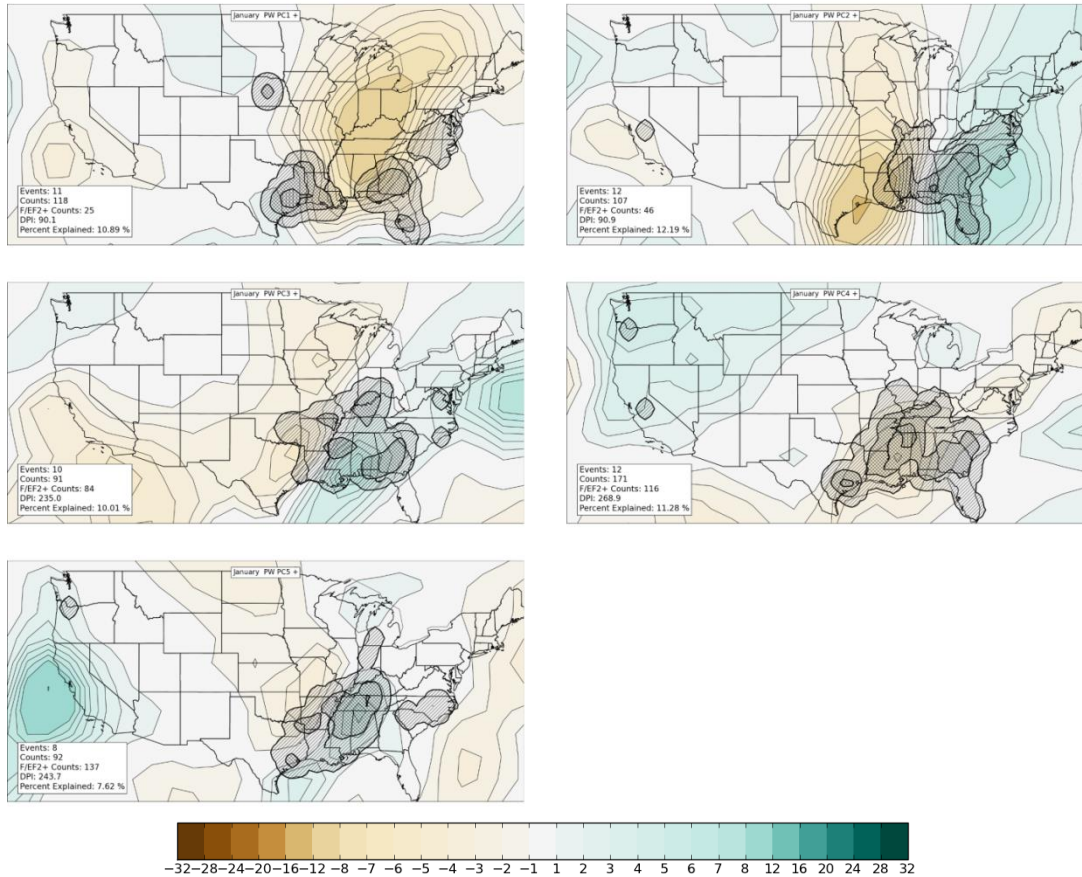 January PW PC1 +
Events: 11
Counts: 118
F/EF2+ Counts: 25
DPI: 90.1
Percent Explained: 10.89 %
January PW PC2 +
Events: 12
Counts: 107
F/EF2+ Counts: 46
DPI: 90.9
Percent Explained: 12.19 %
January PW PC3 +
Events: 10
Counts: 91
F/EF2+ Counts: 84
DPI: 235.0
Percent Explained: 10.01 %
January PW PC4 +
Events: 12
Counts: 171
F/EF2+ Counts: 116
DPI: 268.9
Percent Explained: 11.28 %
January PW PC5 +
Events: 8
Counts: 92
F/EF2+ Counts: 137
DPI: 243.7
Percent Explained: 7.62 %
−32−28−24−20−16−12 −8 −7 −6 −5 −4 −3 −2 −1 1 2 3 4 5 6 7 8 12 16 20 24 28 32